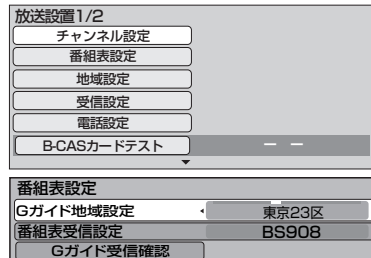 放送設置1/2
チャンネル設定
番組表設定
地域設定
受信設定
電話設定
B-CASカードテスト － －
番組表設定
Gガイド地域設定 東京23区
番組表受信設定 BS908
Gガイド受信確認